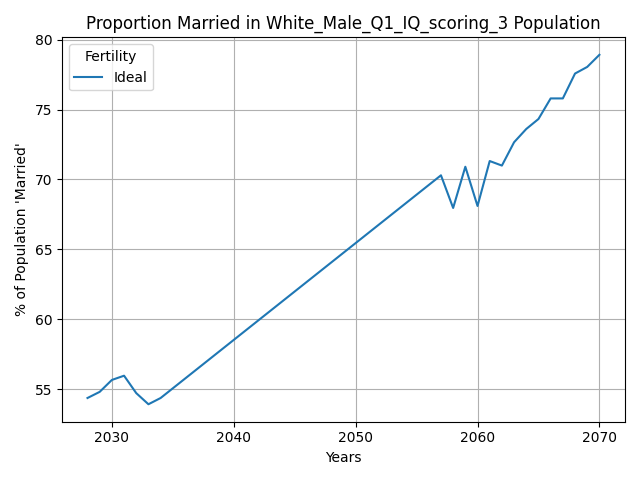 Proportion Married in White_Male_Q1_IQ_scoring_3 Population
80
75
70
65
60
55
% of Population 'Married'
Fertility
Ideal
2030 2040 2050 2060 2070
Years